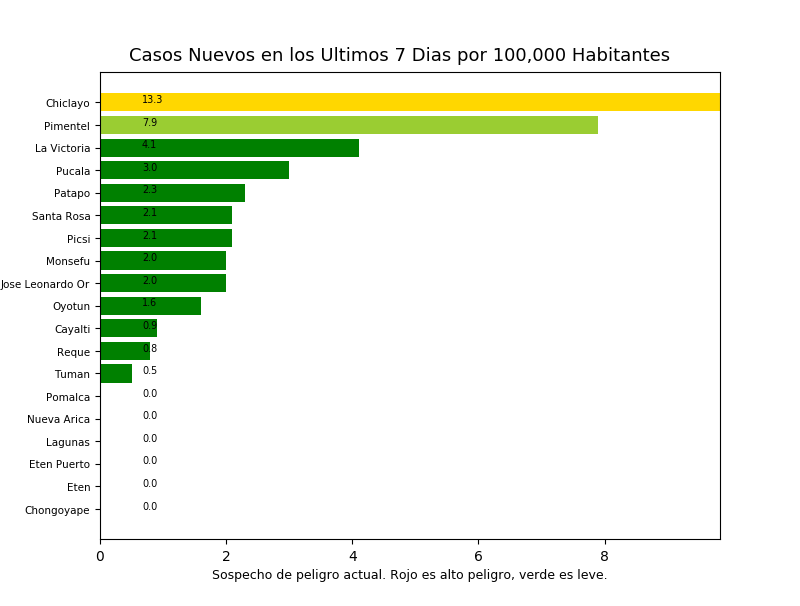 Casos Nuevos en los Ultimos 7 Dias por 100,000 Habitantes
Chiclayo 13.3
Pimentel 7.9
La Victoria 4.1
Pucala 3.0
Patapo 2.3
Santa Rosa 2.1
Picsi 2.1
Monsefu 2.0
Jose Leonardo Or 2.0
Oyotun 1.6
Cayalti 0.9
Reque 0.8
Tuman 0.5
Pomalca 0.0
Nueva Arica 0.0
Lagunas 0.0
Eten Puerto 0.0
Eten 0.0
Chongoyape 0.0
0 2 4 6 8
Sospecho de peligro actual. Rojo es alto peligro, verde es leve.